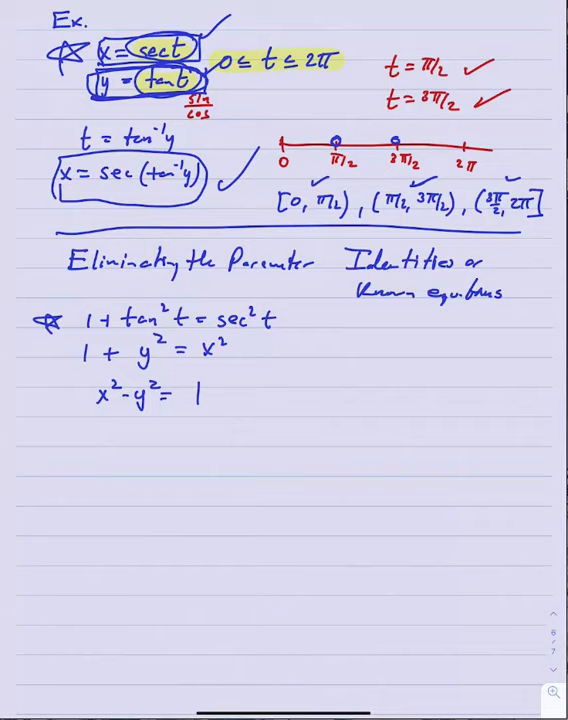 Ex.
x = sec t
y = tan t 0 ≤ t ≤ 2π
sin
cos
t = π/2
t = 3π/2
t = tan⁻¹y
x = sec(tan⁻¹y)
0 π/2 3π/2 2π
[0, π/2), (π/2, 3π/2), (3π/2, 2π]
Eliminating the Parameter Identities or
known equations
1 + tan²t = sec²t
1 + y² = x²
x² - y² = 1
6
/
7